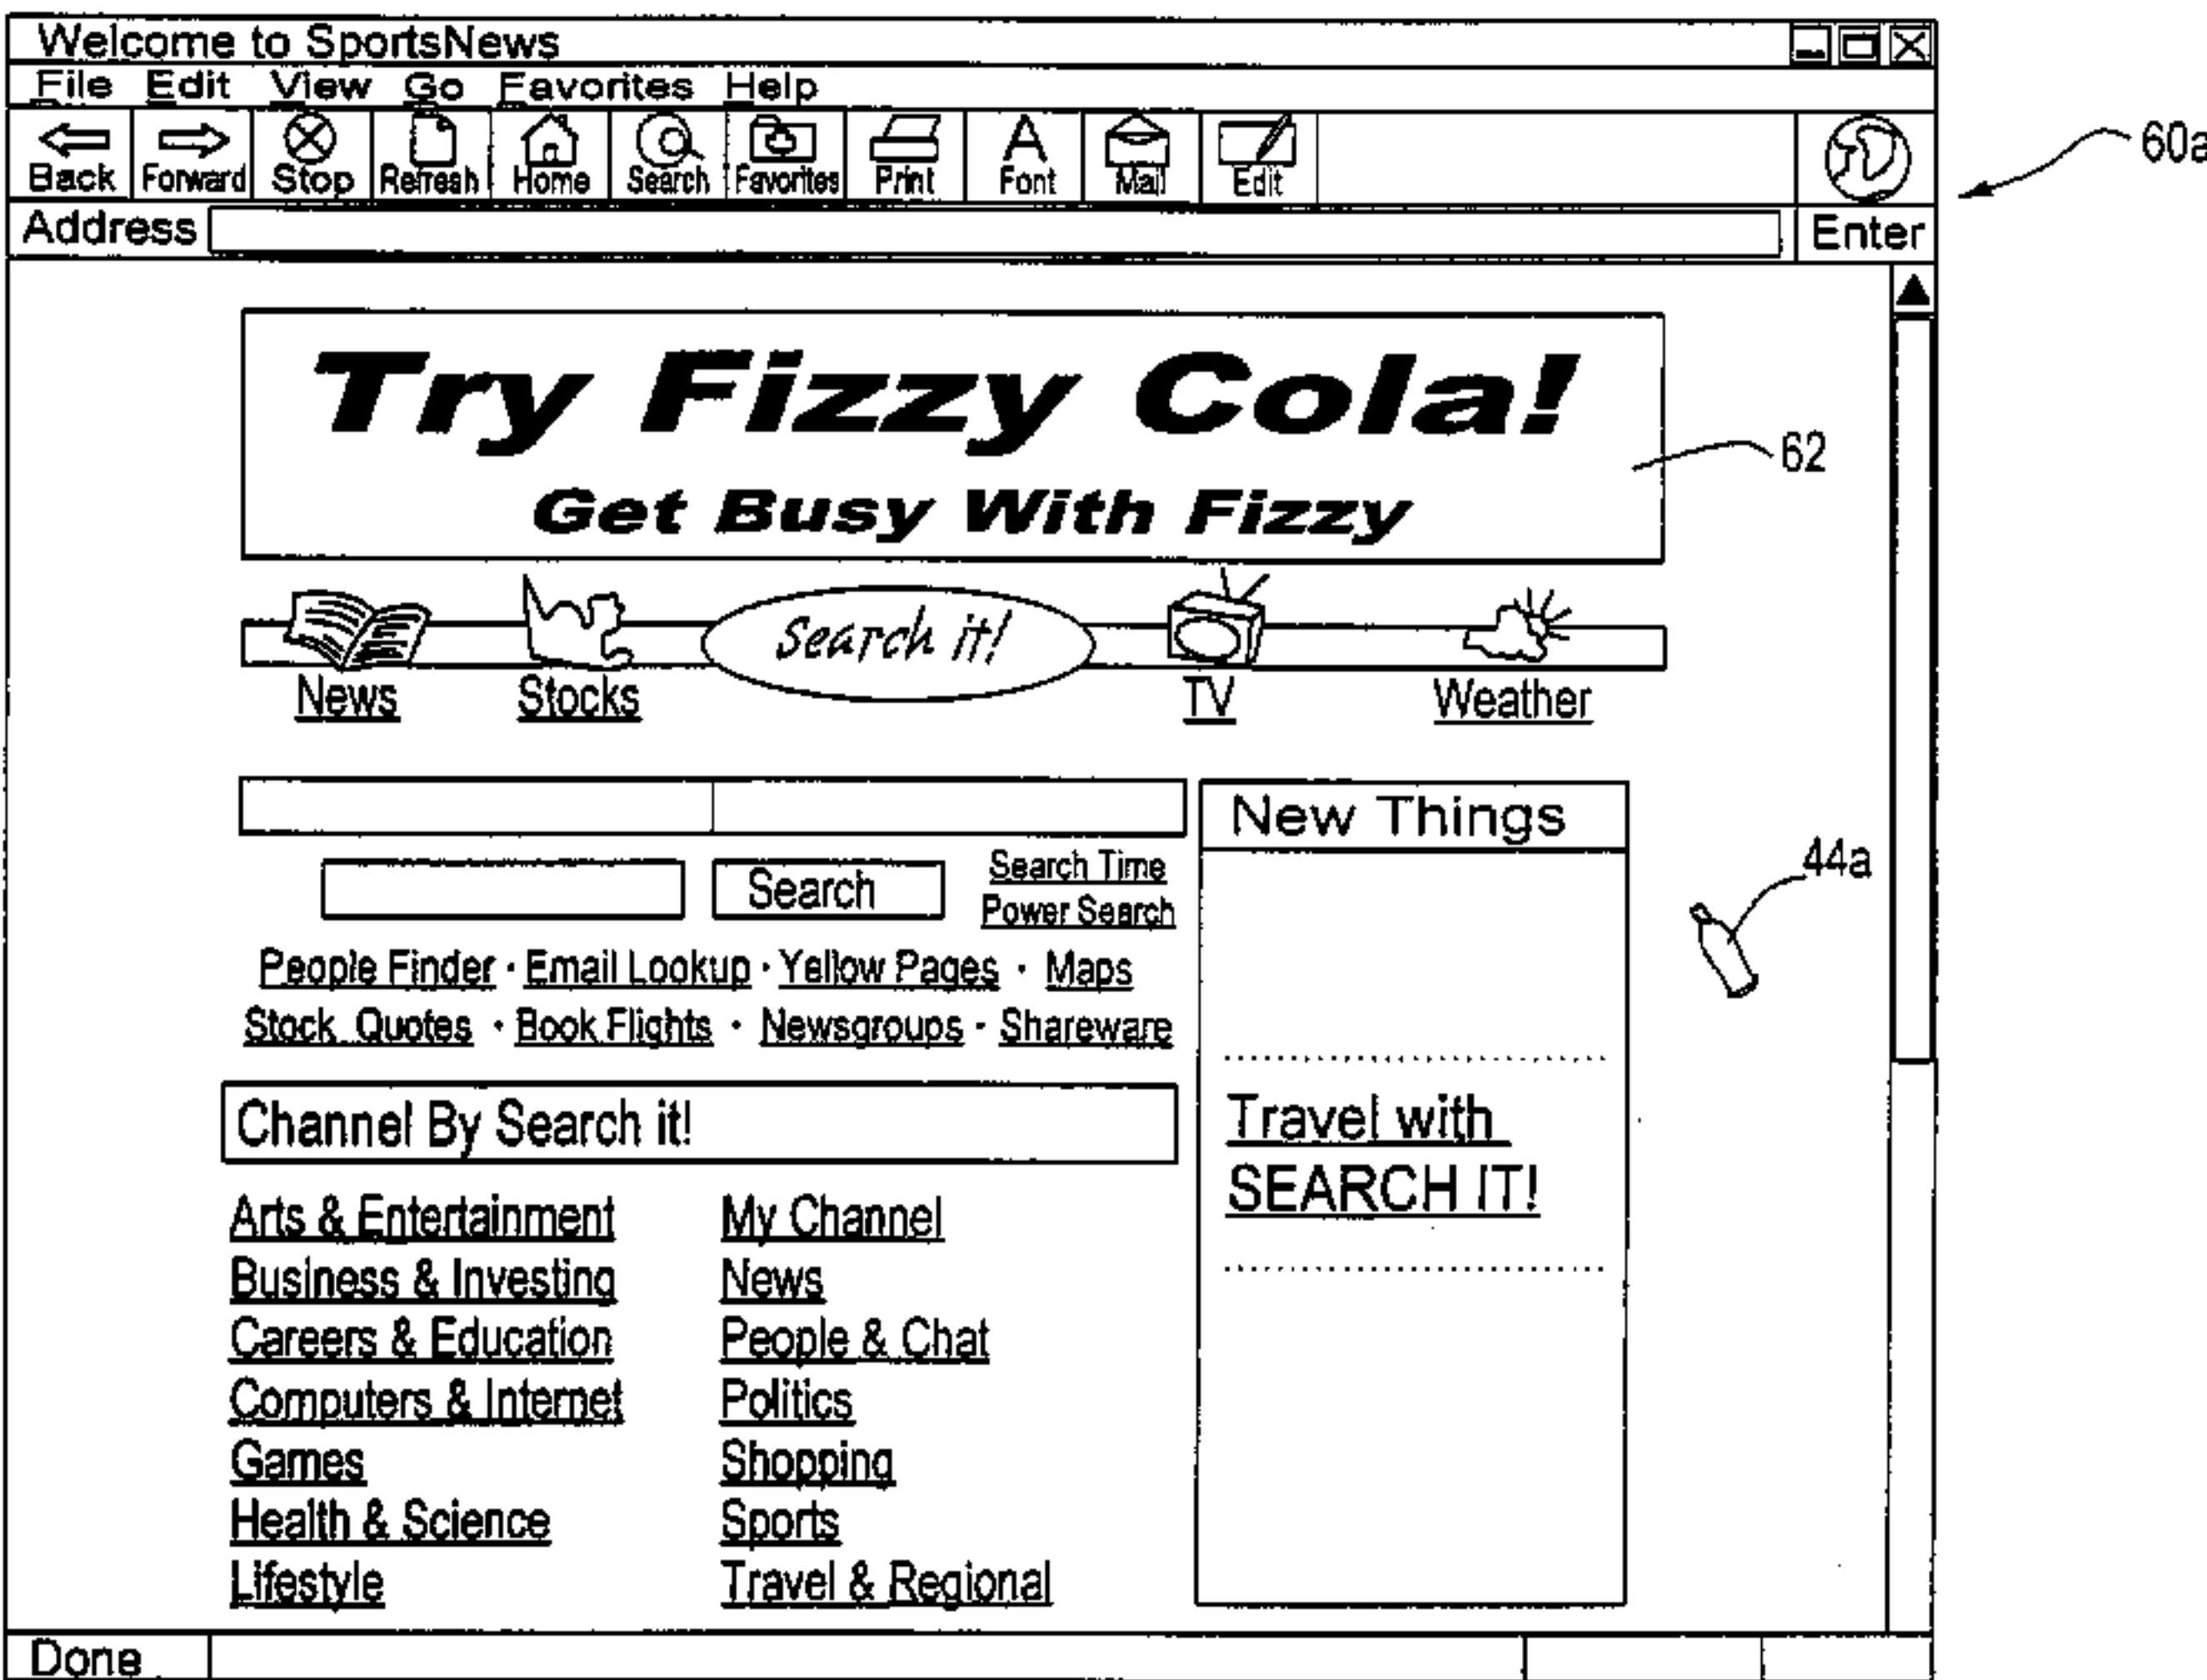 Welcome to SportsNews
File Edit View Go Favorites Help
Back Forward Stop Refresh Home Search Favorites Print Font Mail Edit
60a
Address Enter
Try Fizzy Cola!
62
Get Busy With Fizzy
Search it!
News Stocks TV Weather
New Things
Search Search Time
Power Search
44a
People Finder · Email Lookup · Yellow Pages · Maps
Stock Quotes · Book Flights · Newsgroups · Shareware
Channel By Search it!
Travel with
SEARCH IT!
Arts & Entertainment My Channel
Business & Investing News
Careers & Education People & Chat
Computers & Internet Politics
Games Shopping
Health & Science Sports
Lifestyle Travel & Regional
Done